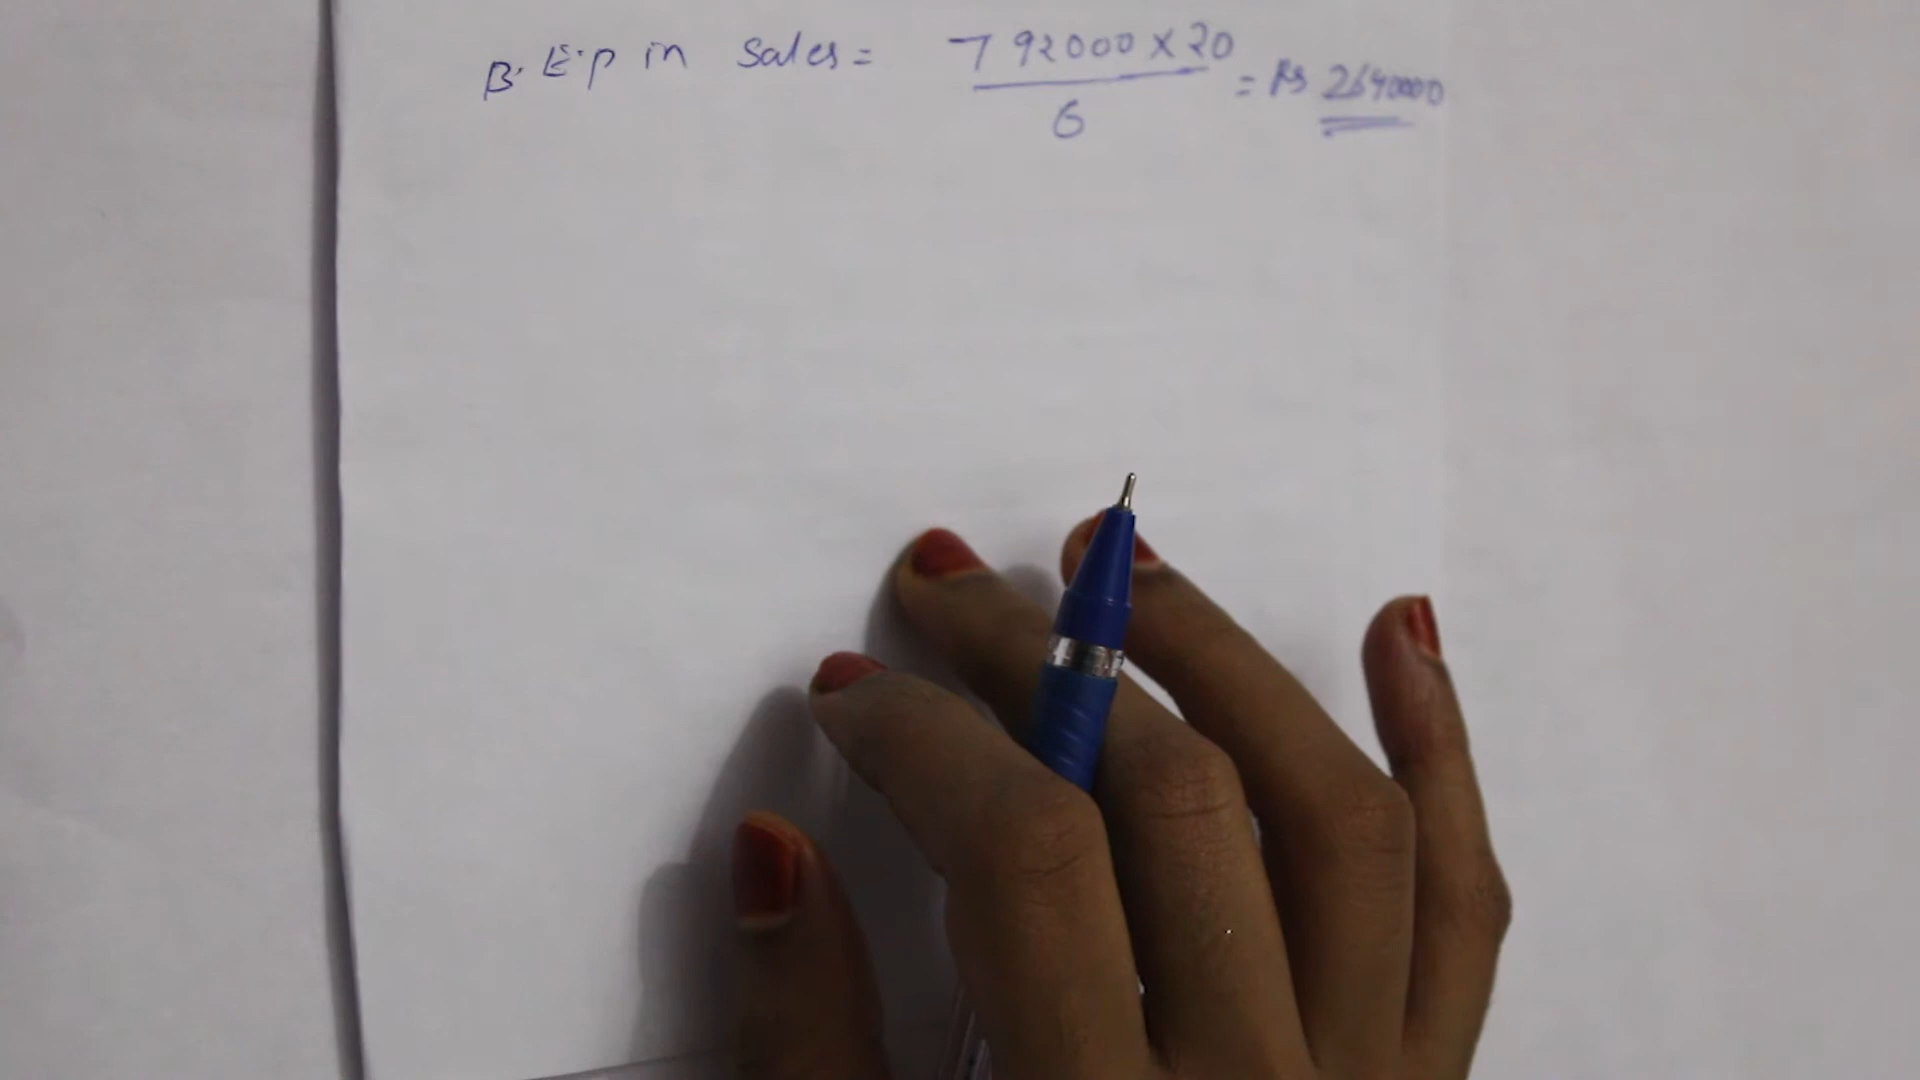 B.E.p in sales = 792000 x 20 / 6 = Rs 2640000